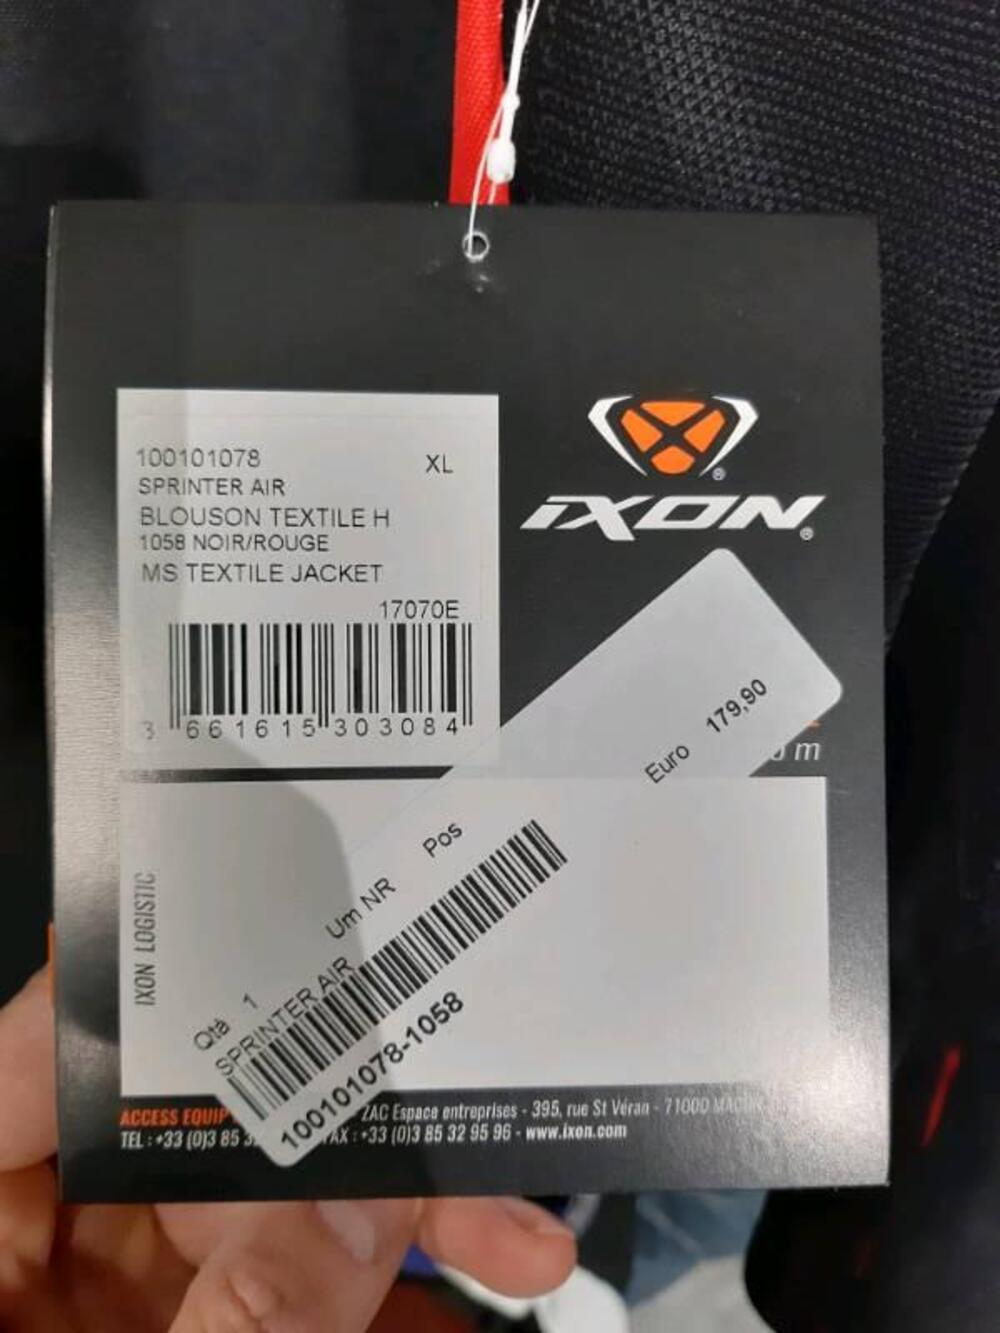 100101078
XL
SPRINTER AIR
BLOUSON TEXTILE H
1058 NOIR/ROUGE
MS TEXTILE JACKET
17070E
3 661615 303084
iXON
Euro 179,90
m
Um NR Pos
Qtà 1
SPRINTER AIR
100101078-1058
IXON LOGISTIC
ACCESS EQUIP ZAC Espace entreprises - 395, rue St Véran - 71000
TEL : +33 (0)3 85 FAX : +33 (0)3 85 32 95 96 - www.ixon.com